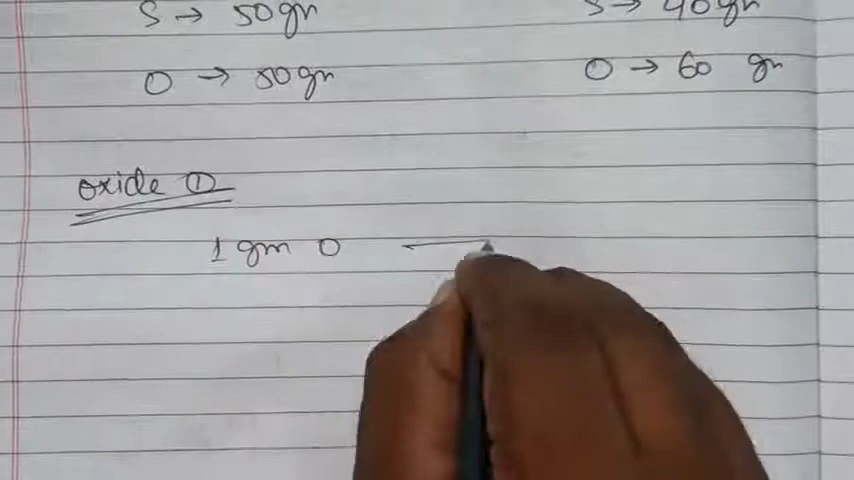 S → 50gm S → 40gm
O → 50gm O → 60 gm
oxide ①
1 gm O